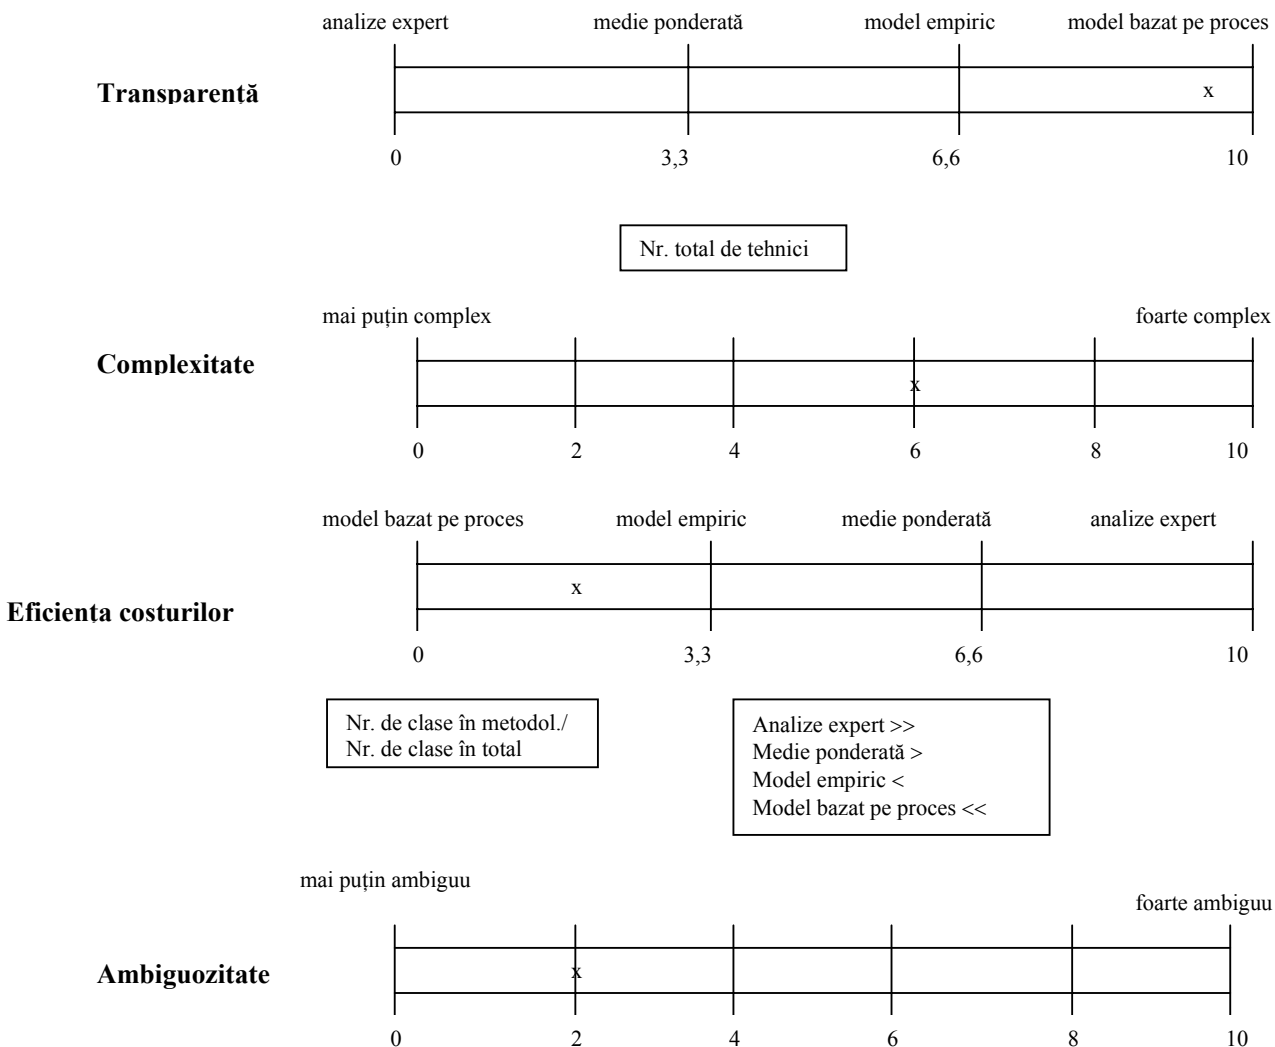 analize expert medie ponderată model empiric model bazat pe proces
Transparență
x
0 3,3 6,6 10
Nr. total de tehnici
mai puțin complex foarte complex
Complexitate
x
0 2 4 6 8 10
model bazat pe proces model empiric medie ponderată analize expert
x
Eficiența costurilor
0 3,3 6,6 10
Nr. de clase în metodol./
Nr. de clase în total
Analize expert >>
Medie ponderată >
Model empiric <
Model bazat pe proces <<
mai puțin ambiguu
foarte ambiguu
Ambiguozitate
x
0 2 4 6 8 10